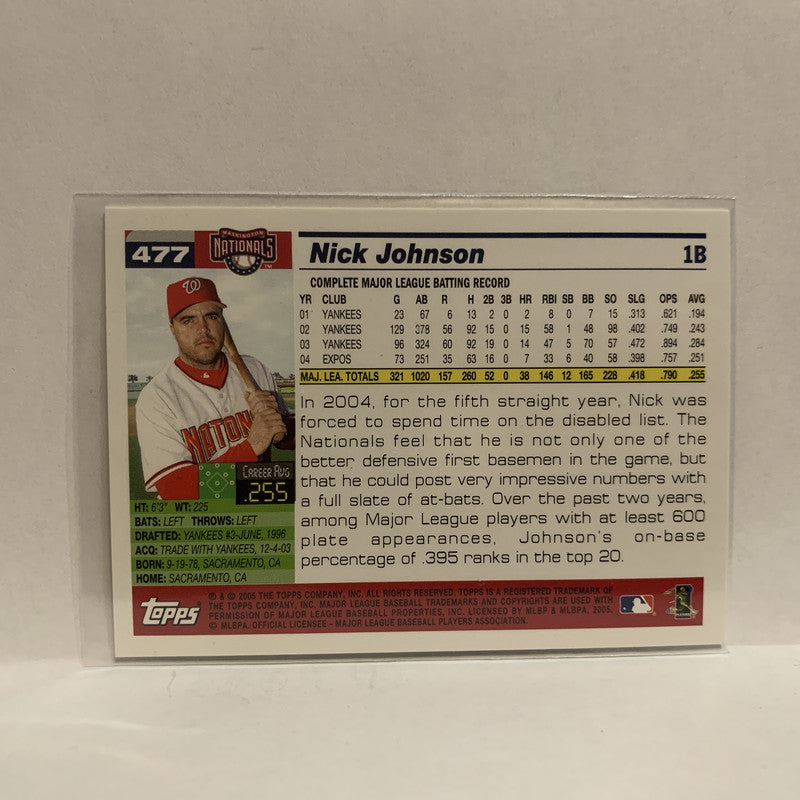 477
WASHINGTON
NATIONALS
TM
Nick Johnson 1B
COMPLETE MAJOR LEAGUE BATTING RECORD
YR CLUB G AB R H 2B 3B HR RBI SB BB SO SLG OPS AVG
01 YANKEES 23 67 6 13 2 0 2 8 0 7 15 .313 .621 .194
02 YANKEES 129 378 56 92 15 0 15 58 1 48 98 .402 .749 .243
03 YANKEES 96 324 60 92 19 0 14 47 5 70 57 .472 .894 .284
04 EXPOS 73 251 35 63 16 0 7 33 6 40 58 .398 .757 .251
MAJ. LEA. TOTALS 321 1020 157 260 52 0 38 146 12 165 228 .418 .790 .255
In 2004, for the fifth straight year, Nick was
forced to spend time on the disabled list. The
Nationals feel that he is not only one of the
better defensive first basemen in the game, but
that he could post very impressive numbers with
a full slate of at-bats. Over the past two years,
among Major League players with at least 600
plate appearances, Johnson's on-base
percentage of .395 ranks in the top 20.
W
NATION
CAREER AVG
.255
HT: 6'3" WT: 225
BATS: LEFT THROWS: LEFT
DRAFTED: YANKEES #3-JUNE, 1996
ACQ: TRADE WITH YANKEES, 12-4-03
BORN: 9-19-78, SACRAMENTO, CA
HOME: SACRAMENTO, CA
topps
® & © 2005 THE TOPPS COMPANY, INC. ALL RIGHTS RESERVED. TOPPS IS A REGISTERED TRADEMARK OF
THE TOPPS COMPANY, INC. MAJOR LEAGUE BASEBALL TRADEMARKS AND COPYRIGHTS ARE USED WITH
PERMISSION OF MAJOR LEAGUE BASEBALL PROPERTIES, INC. LICENSED BY MLBP & MLBPA, 2005.
© MLBPA. OFFICIAL LICENSEE - MAJOR LEAGUE BASEBALL PLAYERS ASSOCIATION.